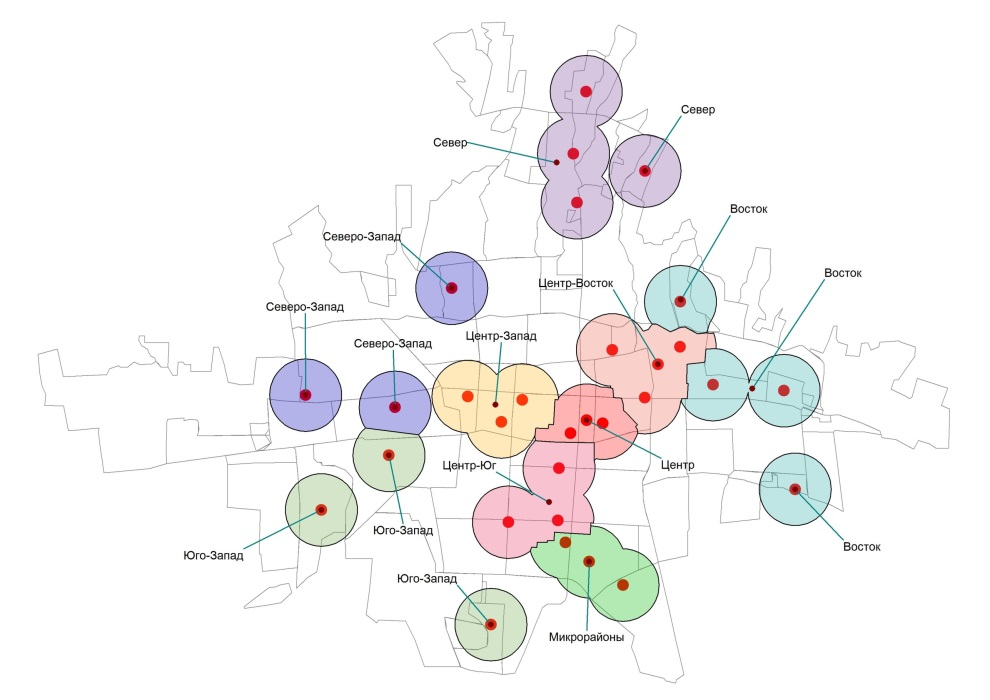 Север
Север
Восток
Северо-Запад
Восток
Центр-Восток
Северо-Запад
Центр-Запад
Северо-Запад
Центр-Юг
Центр
Юго-Запад
Восток
Юго-Запад
Юго-Запад
Микрорайоны